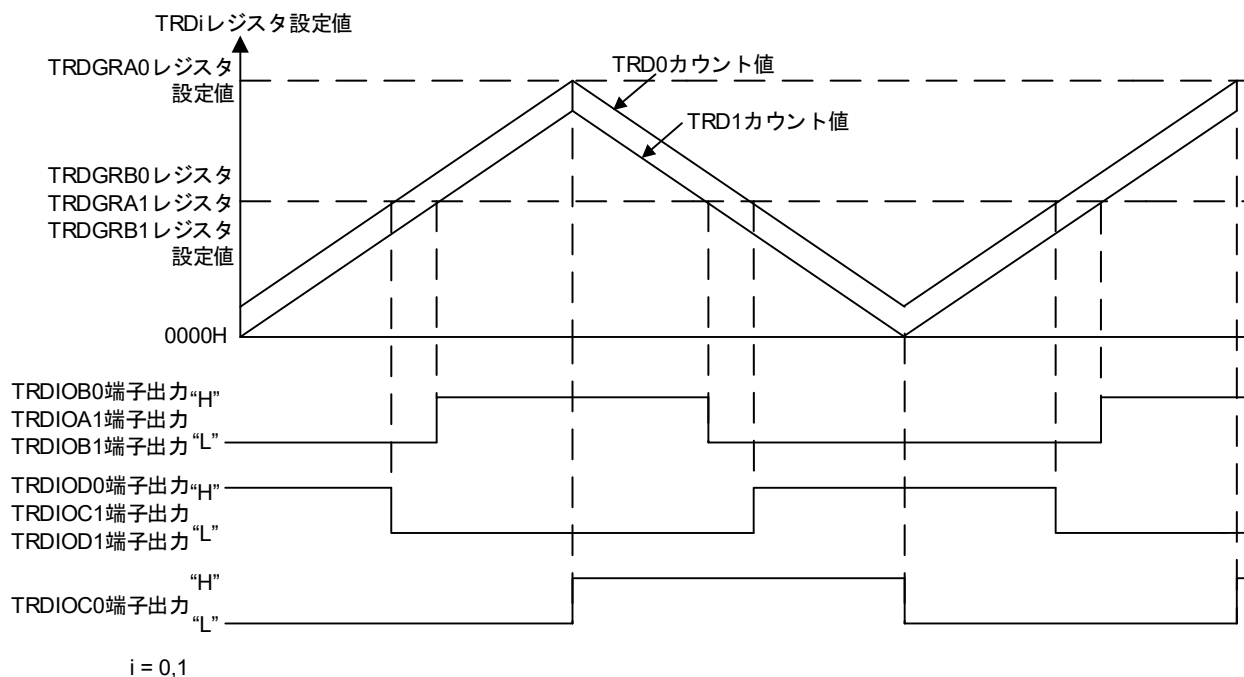 TRDiレジスタ設定値
TRDGRA0レジスタ
設定値
TRD0カウント値
TRD1カウント値
TRDGRB0レジスタ
TRDGRA1レジスタ
TRDGRB1レジスタ
設定値
0000H
TRDIOB0端子出力 “H”
TRDIOA1端子出力
TRDIOB1端子出力 “L”
TRDIOD0端子出力 “H”
TRDIOC1端子出力
TRDIOD1端子出力 “L”
“H”
TRDIOC0端子出力
“L”
i = 0,1